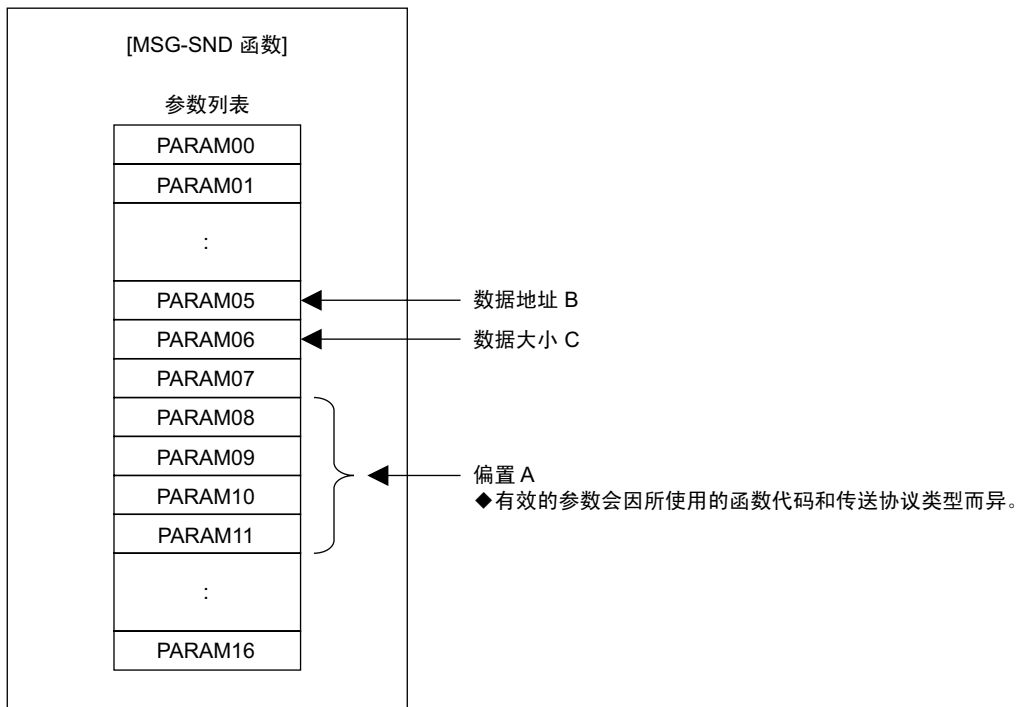 [MSG-SND 函数]
参数列表
PARAM00
PARAM01
:
PARAM05
数据地址 B
PARAM06
数据大小 C
PARAM07
PARAM08
PARAM09
PARAM10
PARAM11
偏置 A
◆有效的参数会因所使用的函数代码和传送协议类型而异。
:
PARAM16